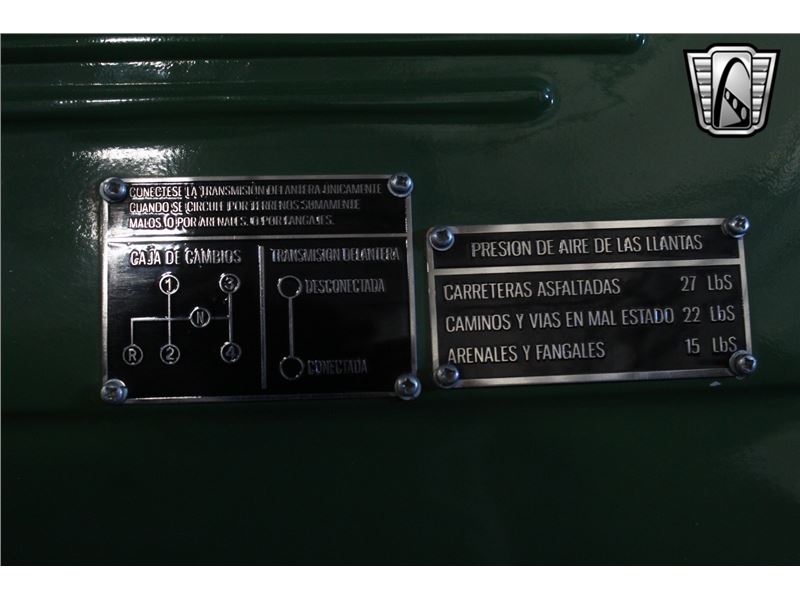 CONECTESE LA TRANSMISION DELANTERA UNICAMENTE
CUANDO SE CIRCULE POR TERRENOS SUMAMENTE
MALOS, O POR ARENALES, O POR FANGALES.
CAJA DE CAMBIOS
1 3
N
R 2 4
TRANSMISION DELANTERA
DESCONECTADA
CONECTADA
PRESION DE AIRE DE LAS LLANTAS
CARRETERAS ASFALTADAS 27 LbS
CAMINOS Y VIAS EN MAL ESTADO 22 LbS
ARENALES Y FANGALES 15 LbS